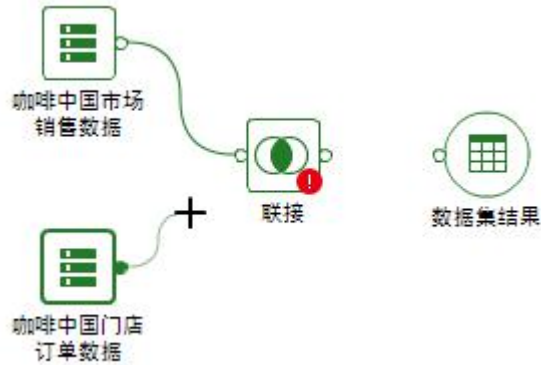 咖啡中国市场
销售数据
联接
数据集结果
咖啡中国门店
订单数据